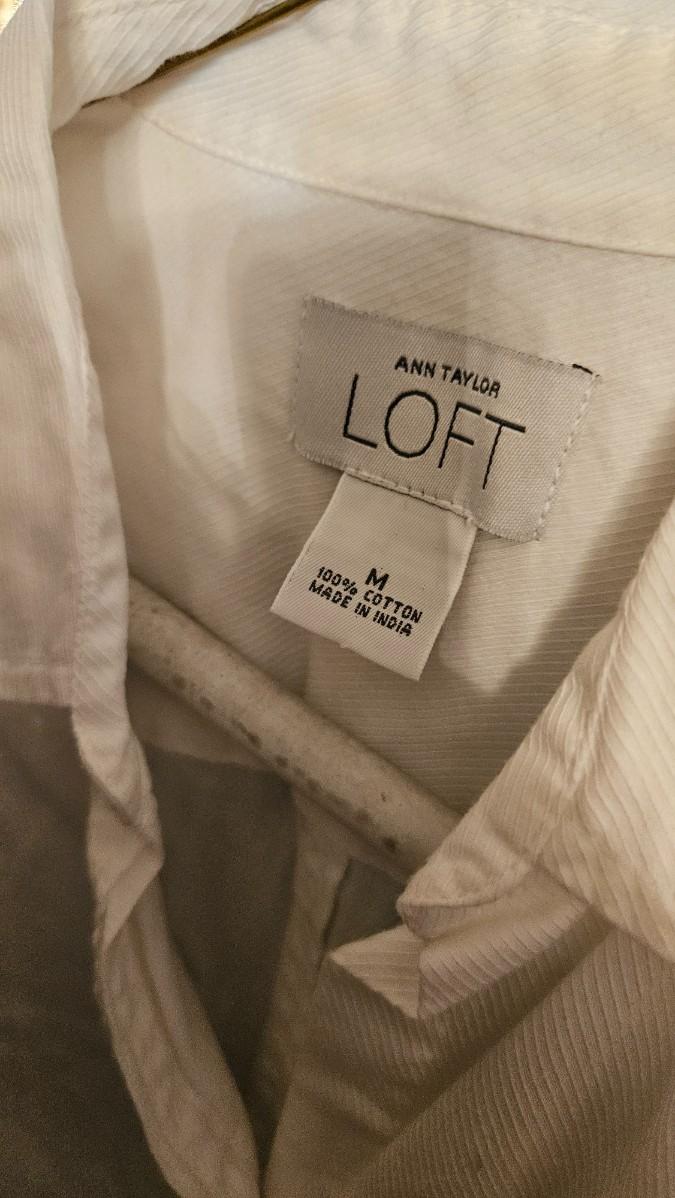 ANN TAYLOR
LOFT
M
100% COTTON
MADE IN INDIA